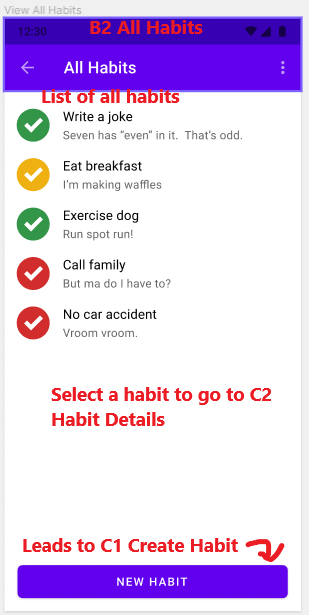 View All Habits
B2 All Habits
12:30
All Habits
List of all habits
Write a joke
Seven has “even” in it.  That’s odd.
Eat breakfast
I’m making waffles
Exercise dog
Run spot run!
Call family
But ma do I have to?
No car accident
Vroom vroom.
Select a habit to go to C2
Habit Details
Leads to C1 Create Habit
NEW HABIT